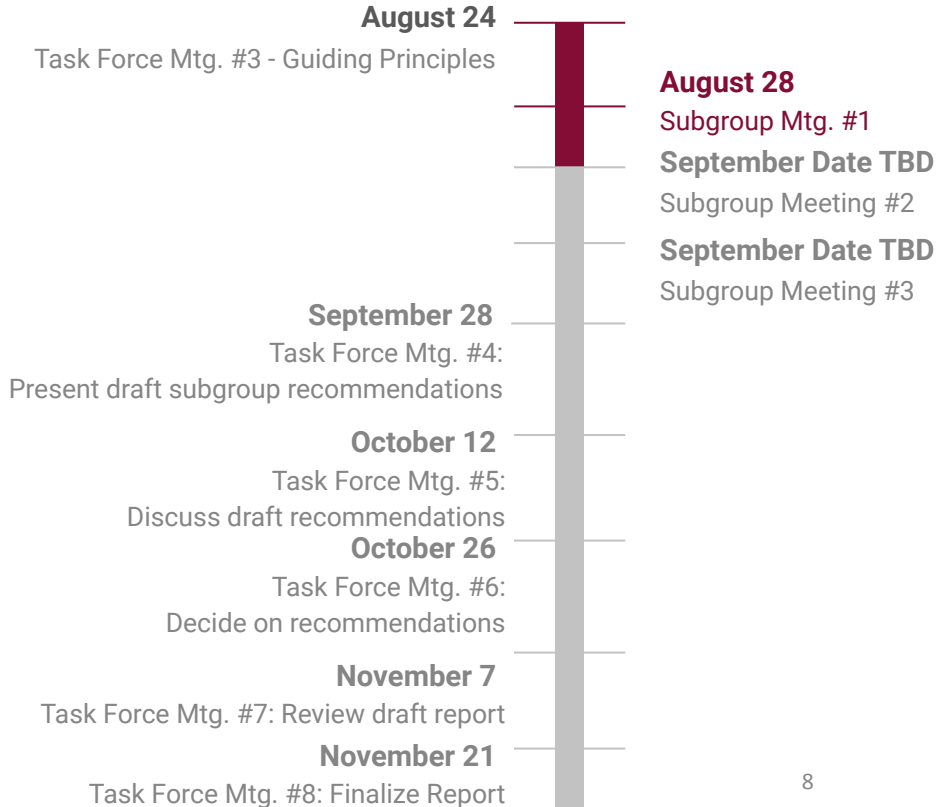 August 24
Task Force Mtg. #3 - Guiding Principles
August 28
Subgroup Mtg. #1
September Date TBD
Subgroup Meeting #2
September Date TBD
Subgroup Meeting #3
September 28
Task Force Mtg. #4:
Present draft subgroup recommendations
October 12
Task Force Mtg. #5:
Discuss draft recommendations
October 26
Task Force Mtg. #6:
Decide on recommendations
November 7
Task Force Mtg. #7: Review draft report
November 21
Task Force Mtg. #8: Finalize Report
8